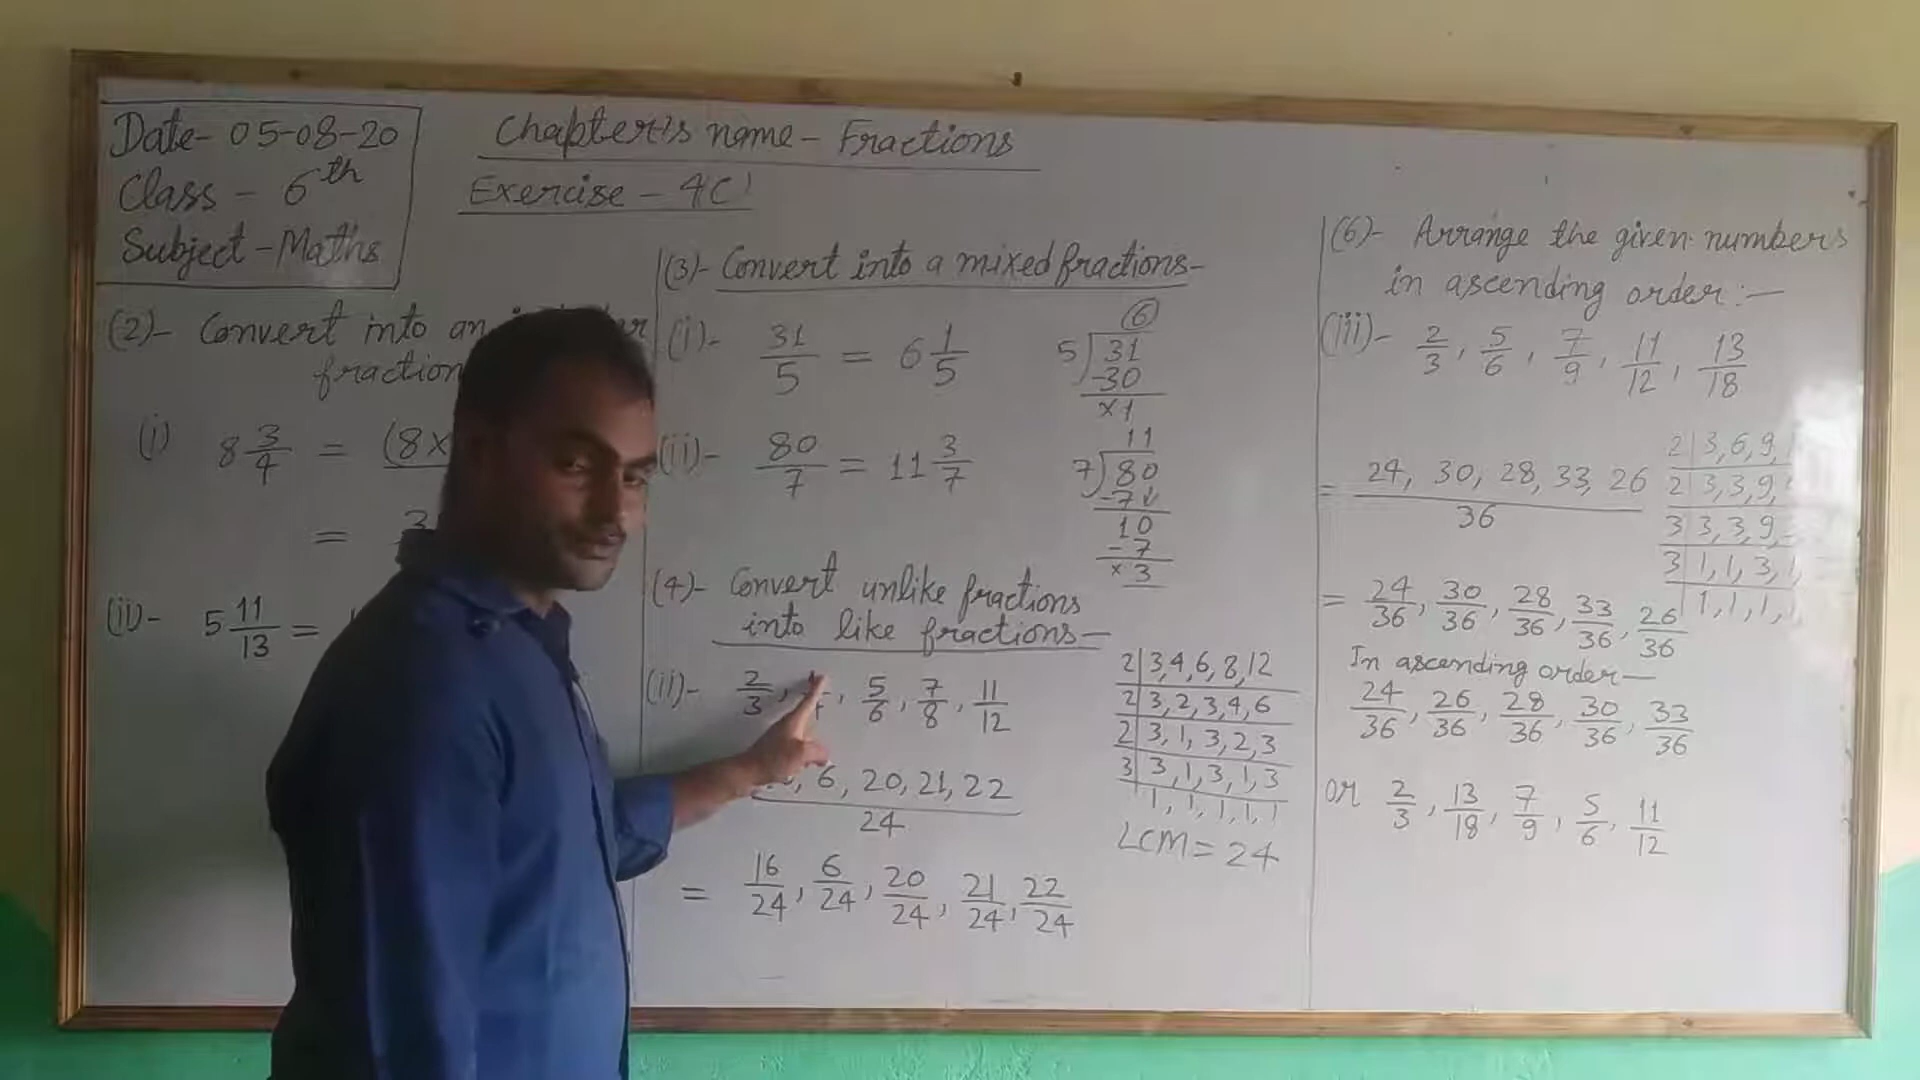 Date- 05-08-20
Class - 6th
Subject - Maths
Chapter's name - Fractions
Exercise - 4C
(2)- Convert into an
fraction
(i) 8 3/4 = (8×
=
(ii)- 5 11/13 =
(3)- Convert into a mixed fractions-
(i)- 31/5 = 6 1/5
6
5)31
-30
×1
(ii)- 80/7 = 11 3/7
11
7)80
-7↓
10
-7
×3
(4)- Convert unlike fractions
into like fractions-
(ii)- 2/3, 5/6, 7/8, 11/12
6, 20, 21, 22
24
= 16/24, 6/24, 20/24, 21/24, 22/24
2|3,4,6,8,12
2|3,2,3,4,6
2|3,1,3,2,3
3|3,1,3,1,3
1,1,1,1,1
LCM = 24
(6)- Arrange the given numbers
in ascending order:-
(iii)- 2/3, 5/6, 7/9, 11/12, 13/18
= 24, 30, 28, 33, 26
36
2|3,6,9,
2|3,3,9,
3|3,3,9,
3|1,1,3,1,
1,1,1,
= 24/36, 30/36, 28/36, 33/36, 26/36
In ascending order-
24/36, 26/36, 28/36, 30/36, 33/36
or 2/3, 13/18, 7/9, 5/6, 11/12